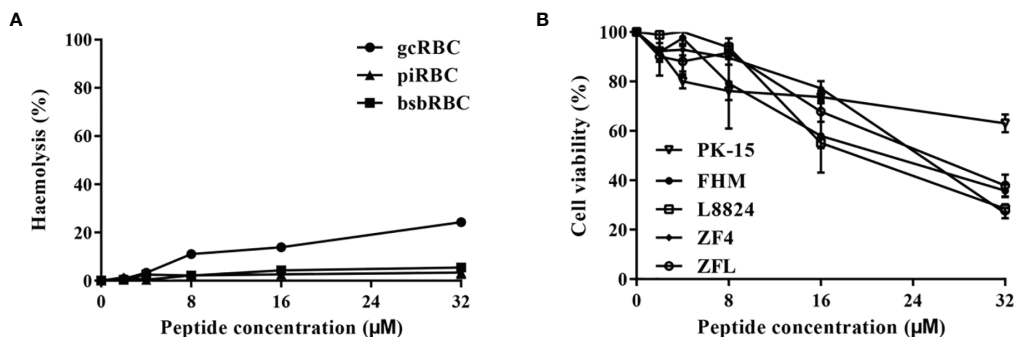 A
Haemolysis (%)
100
80
60
40
20
0
0 8 16 24 32
Peptide concentration (µM)
gcRBC
piRBC
bsbRBC
B
Cell viability (%)
100
80
60
40
20
0
0 8 16 24 32
Peptide concentration (µM)
PK-15
FHM
L8824
ZF4
ZFL